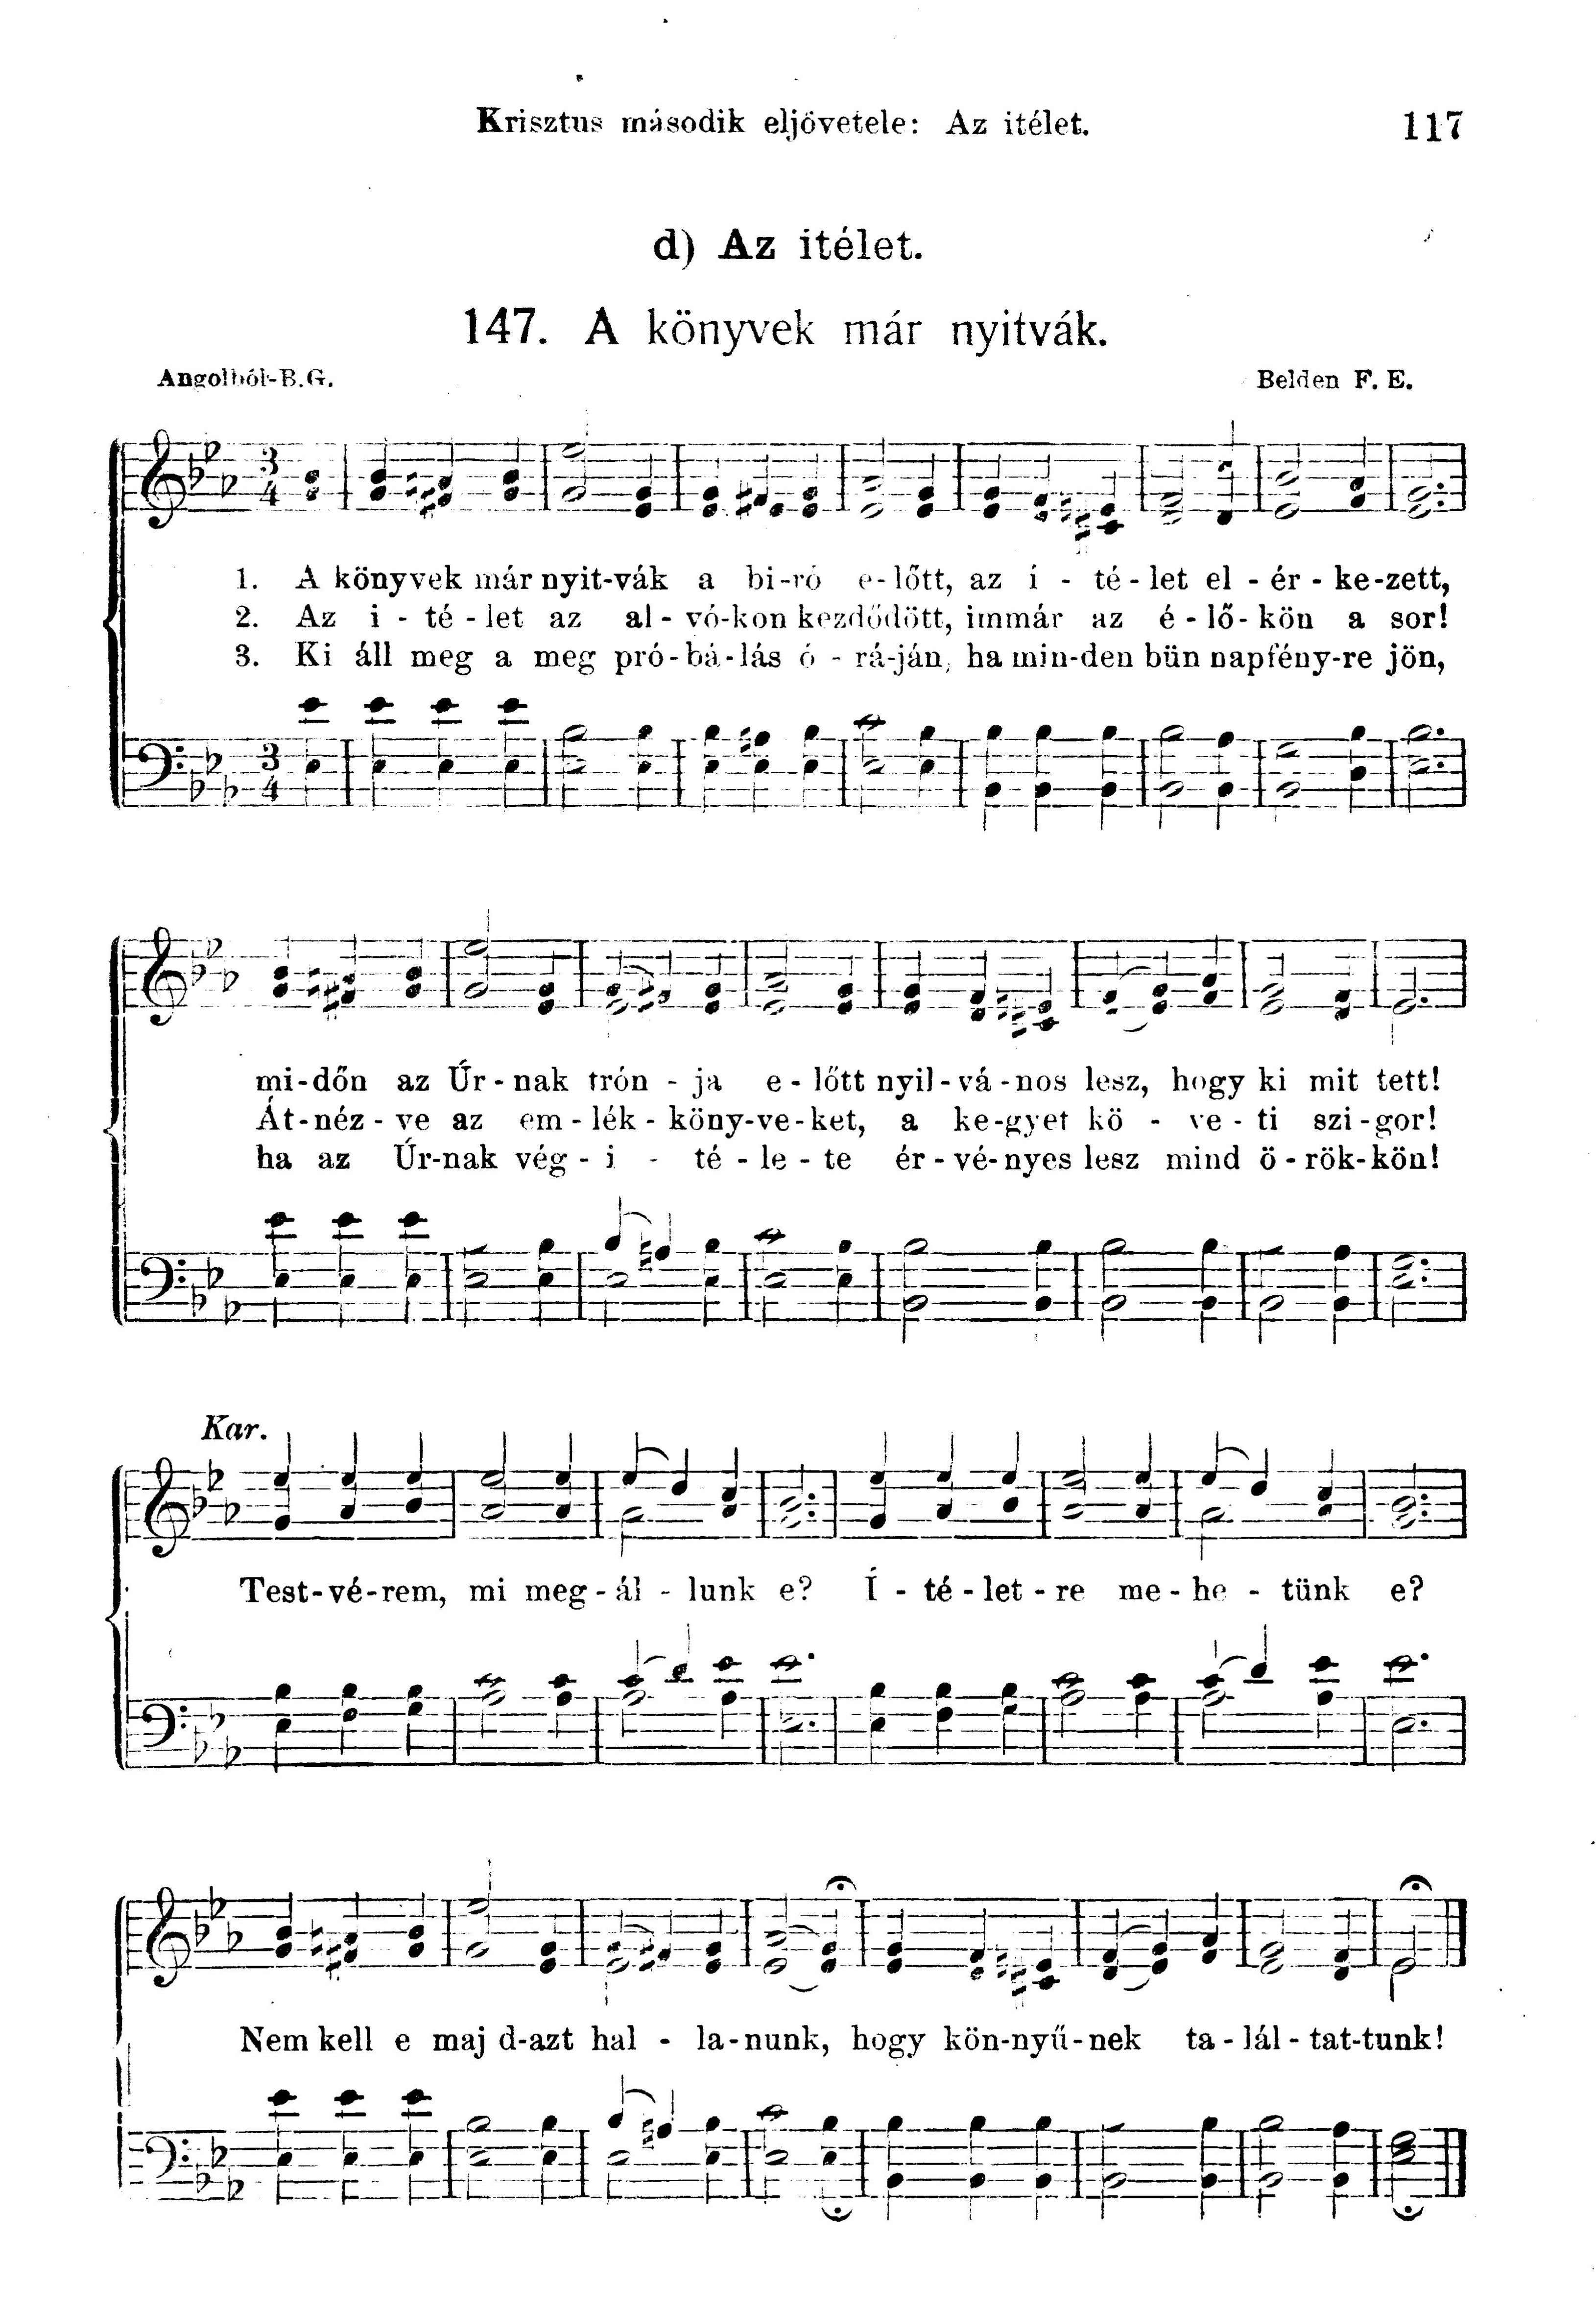 Krisztus második eljövetele: Az itélet. 117
d) Az itélet.
147. A könyvek már nyitvák.
Angolból-B.G. Belden F. E.
1. A könyvek már nyit-vák a bi-ró e-lőtt, az í - té - let el - ér - ke-zett,
2. Az i - té - let az al - vó-kon kezdődött, immár az é - lő - kön a sor!
3. Ki áll meg a meg pró-bá-lás ó - rá-ján, ha min-den bün napfény-re jön,
mi-dőn az Úr - nak trón - ja e - lőtt nyil-vá-nos lesz, hogy ki mit tett!
Át-néz - ve az em - lék - köny-ve-ket, a ke-gyet kö - ve - ti szi-gor!
ha az Úr-nak vég - i - té - le - te ér - vé-nyes lesz mind ö - rök-kön!
Kar.
Test-vé-rem, mi meg-ál - lunk e? Í - té - let - re me - he - tünk e?
Nem kell e maj d-azt hal - la-nunk, hogy kön-nyű-nek ta - lál - tat-tunk!